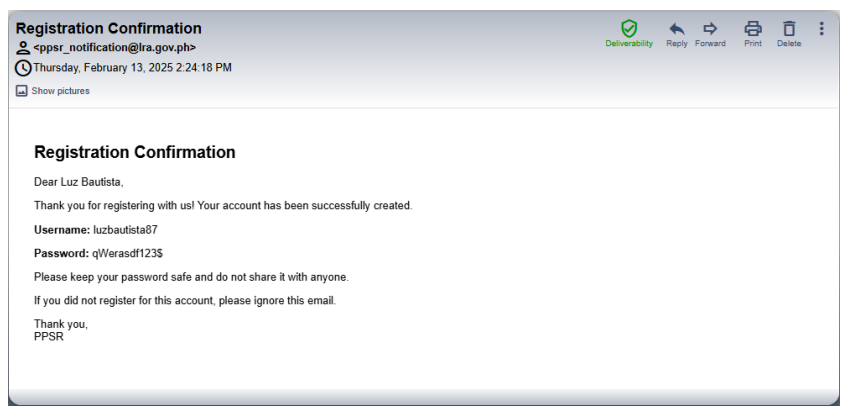 Registration Confirmation
<ppsr_notification@lra.gov.ph>
Thursday, February 13, 2025 2:24:18 PM
Show pictures
Deliverability Reply Forward Print Delete
Registration Confirmation
Dear Luz Bautista,
Thank you for registering with us! Your account has been successfully created.
Username: luzbautista87
Password: qWerasdf123$
Please keep your password safe and do not share it with anyone.
If you did not register for this account, please ignore this email.
Thank you,
PPSR